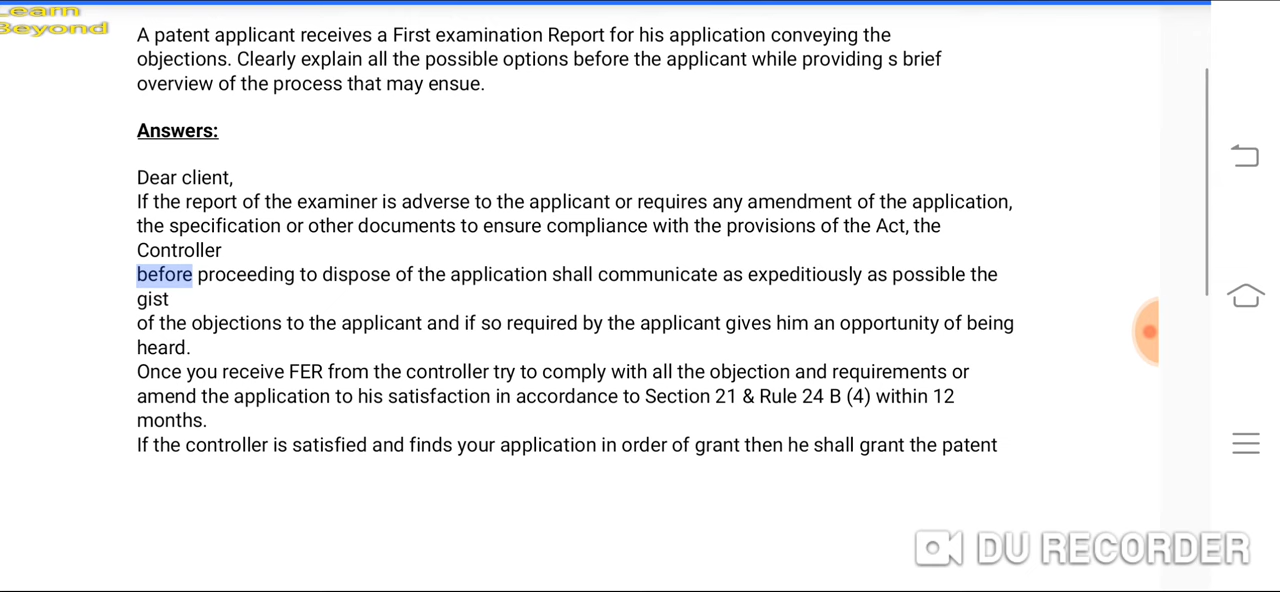 Learn
Beyond
A patent applicant receives a First examination Report for his application conveying the
objections. Clearly explain all the possible options before the applicant while providing s brief
overview of the process that may ensue.
Answers:
Dear client,
If the report of the examiner is adverse to the applicant or requires any amendment of the application,
the specification or other documents to ensure compliance with the provisions of the Act, the
Controller
before proceeding to dispose of the application shall communicate as expeditiously as possible the
gist
of the objections to the applicant and if so required by the applicant gives him an opportunity of being
heard.
Once you receive FER from the controller try to comply with all the objection and requirements or
amend the application to his satisfaction in accordance to Section 21 & Rule 24 B (4) within 12
months.
If the controller is satisfied and finds your application in order of grant then he shall grant the patent
DU RECORDER